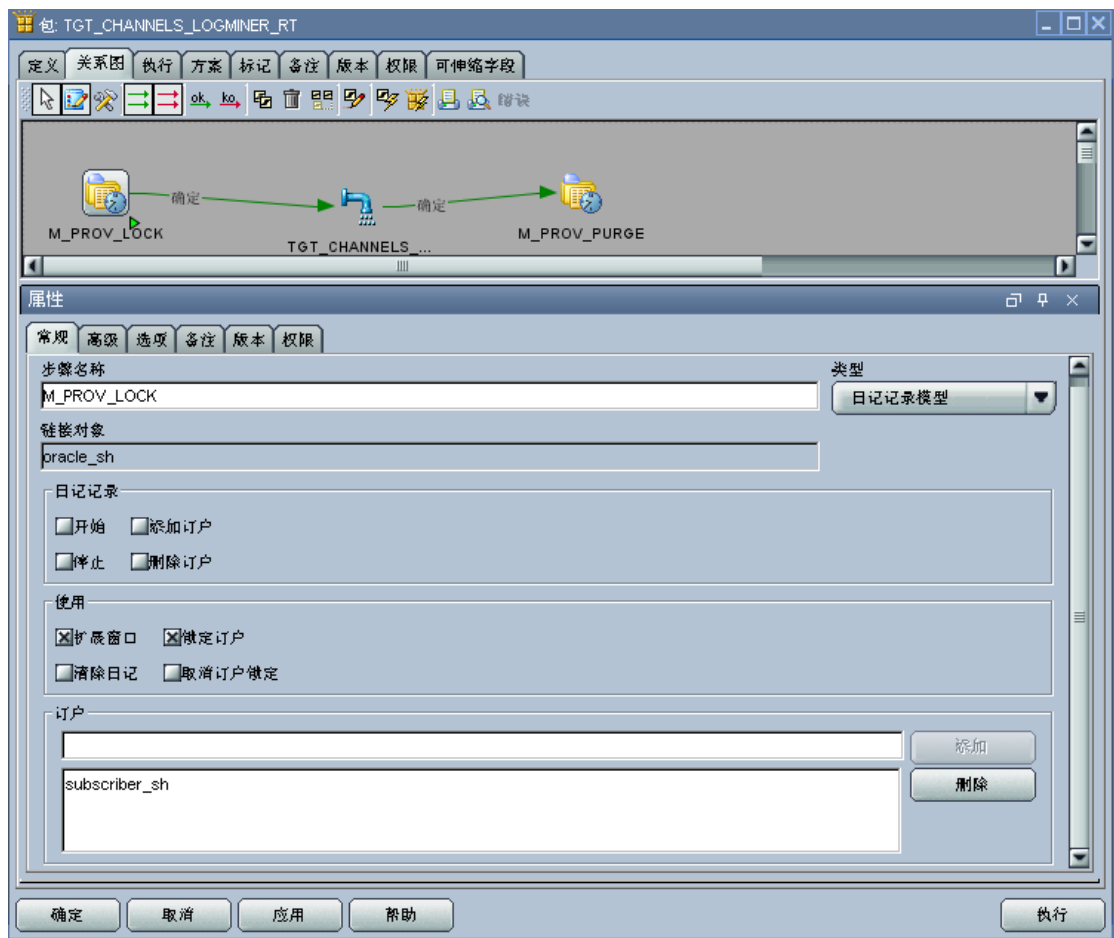 包: TGT_CHANNELS_LOGMINER_RT
定义 关系图 执行 方案 标记 备注 版本 权限 可伸缩字段
ok ko 错误
确定
确定
M_PROV_LOCK
TGT_CHANNELS_...
M_PROV_PURGE
属性
常规 高级 选项 备注 版本 权限
步骤名称
类型
M_PROV_LOCK
日记记录模型
链接对象
oracle_sh
日记记录
开始 添加订户
停止 删除订户
使用
扩展窗口 锁定订户
清除日记 取消订户锁定
订户
添加
subscriber_sh
删除
确定 取消 应用 帮助 执行